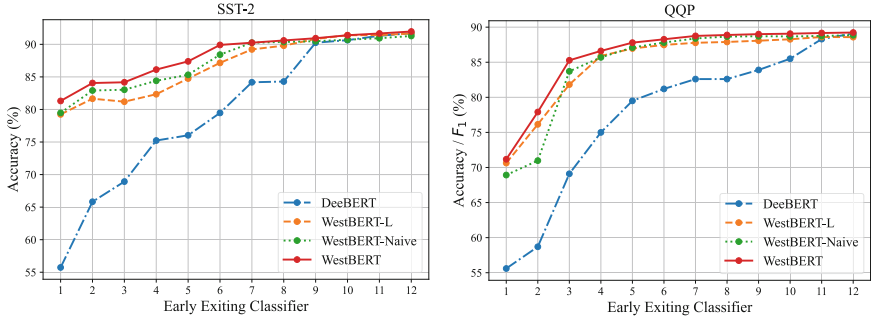 SST-2
Accuracy (%)
90
85
80
75
70
65
60
55
DeeBERT
WestBERT-L
WestBERT-Naive
WestBERT
1 2 3 4 5 6 7 8 9 10 11 12
Early Exiting Classifier
QQP
Accuracy / F1 (%)
90
85
80
75
70
65
60
55
DeeBERT
WestBERT-L
WestBERT-Naive
WestBERT
1 2 3 4 5 6 7 8 9 10 11 12
Early Exiting Classifier